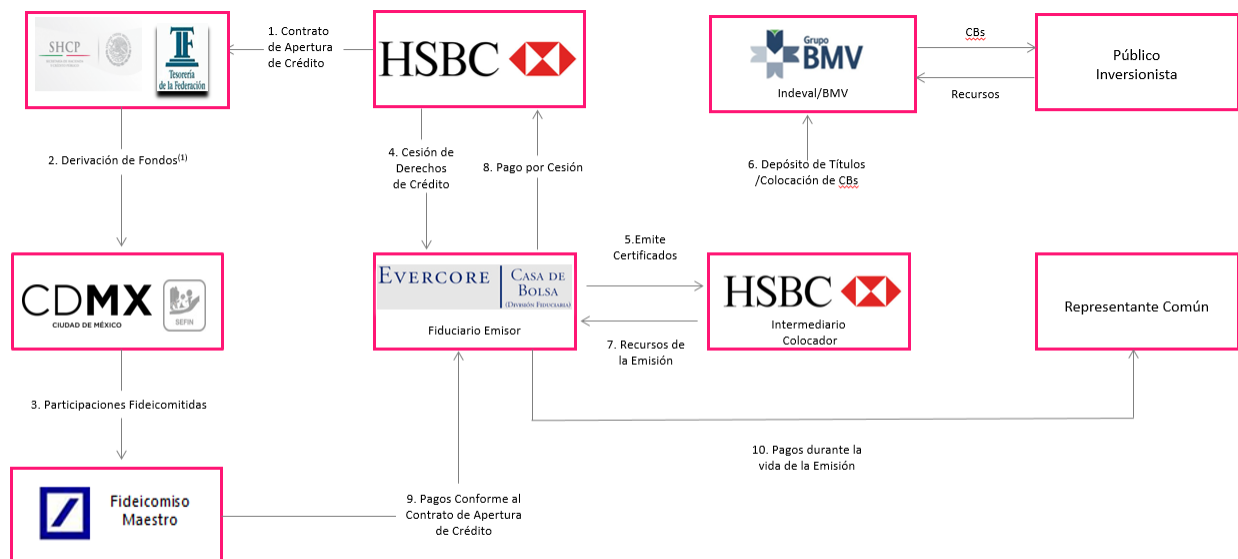 SHCP
Tesorería
de la Federación
1. Contrato
de Apertura
de Crédito
HSBC
Grupo
BMV
Indeval/BMV
CBs
Recursos
Público
Inversionista
2. Derivación de Fondos(1)
4. Cesión de
Derechos
de Crédito
8. Pago por Cesión
6. Depósito de Títulos
/Colocación de CBs
CDMX
CIUDAD DE MÉXICO
SEFIN
EVERCORE
CASA DE
BOLSA
(DIVISIÓN FIDUCIARIA)
Fiduciario Emisor
5.Emite
Certificados
7. Recursos de
la Emisión
HSBC
Intermediario
Colocador
Representante Común
3. Participaciones Fideicomitidas
10. Pagos durante la
vida de la Emisión
Fideicomiso
Maestro
9. Pagos Conforme al
Contrato de Apertura
de Crédito